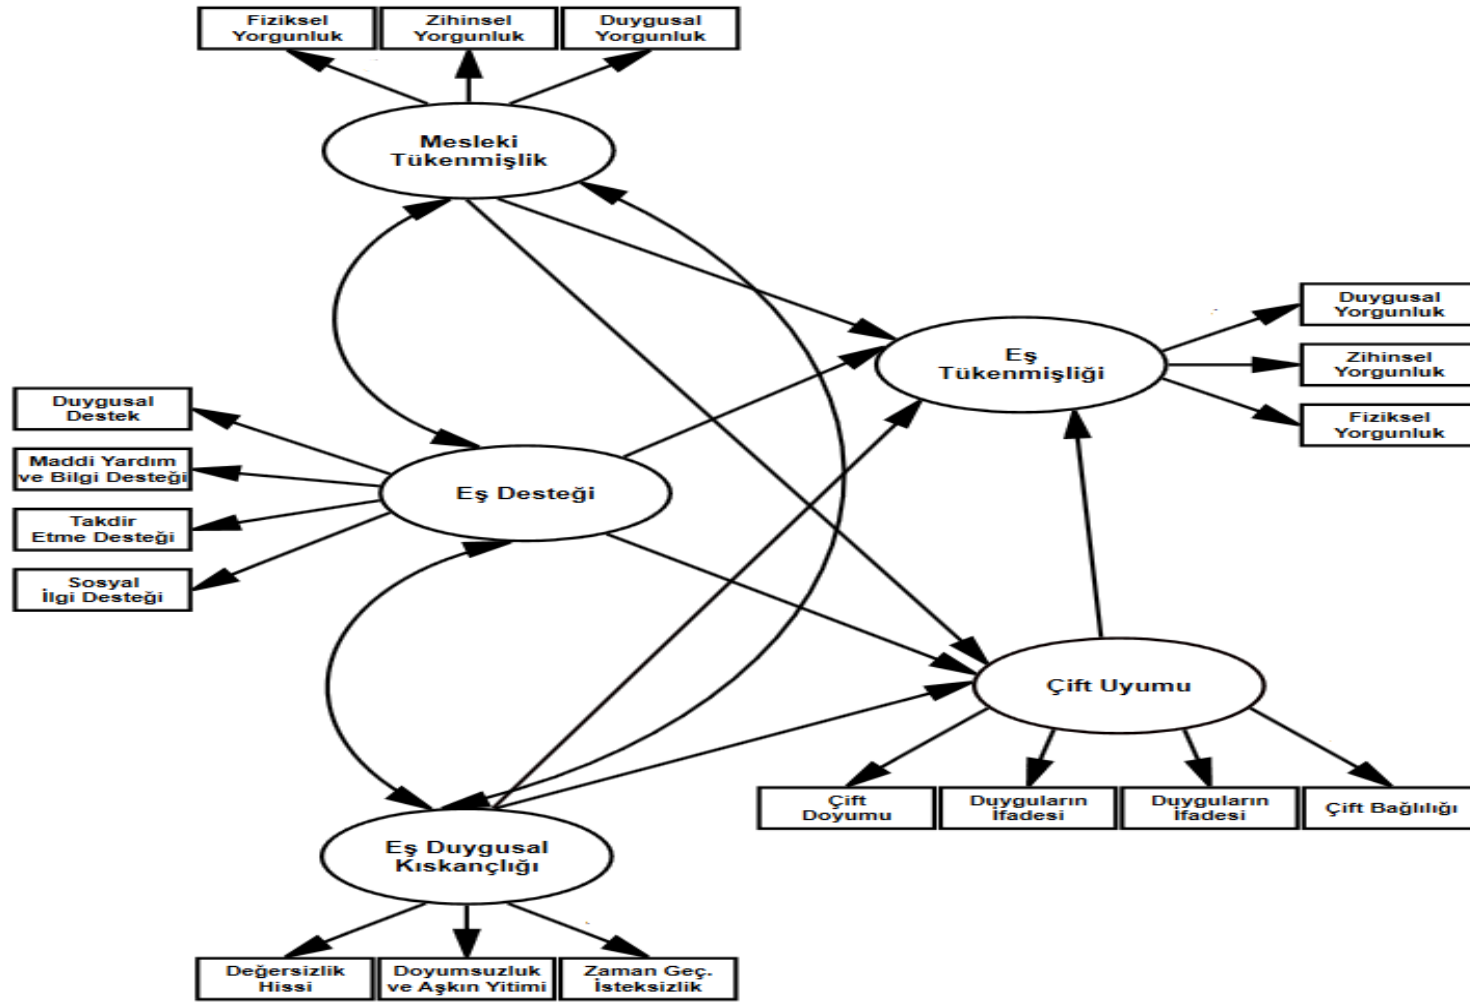 Fiziksel
Yorgunluk
Zihinsel
Yorgunluk
Duygusal
Yorgunluk
Mesleki
Tükenmişlik
Duygusal
Yorgunluk
Eş
Tükenmişliği
Zihinsel
Yorgunluk
Fiziksel
Yorgunluk
Duygusal
Destek
Maddi Yardım
ve Bilgi Desteği
Eş Desteği
Takdir
Etme Desteği
Sosyal
İlgi Desteği
Çift Uyumu
Çift
Doyumu
Duyguların
İfadesi
Duyguların
İfadesi
Çift Bağlılığı
Eş Duygusal
Kıskançlığı
Değersizlik
Hissi
Doyumsuzluk
ve Aşkın Yitimi
Zaman Geç.
İsteksizlik